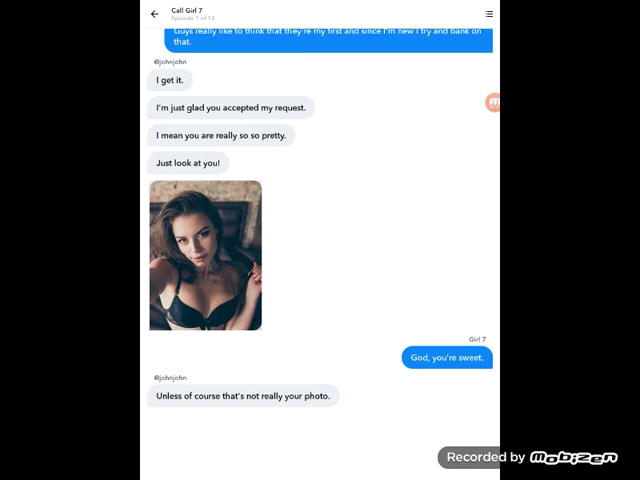 Call Girl 7
Episode 1 of 13
Guys really like to think that they're my first and since I'm new I try and bank on
that.
@johnjohn
I get it.
I'm just glad you accepted my request.
I mean you are really so so pretty.
Just look at you!
Girl 7
God, you're sweet.
@johnjohn
Unless of course that's not really your photo.
Recorded by Mobizen